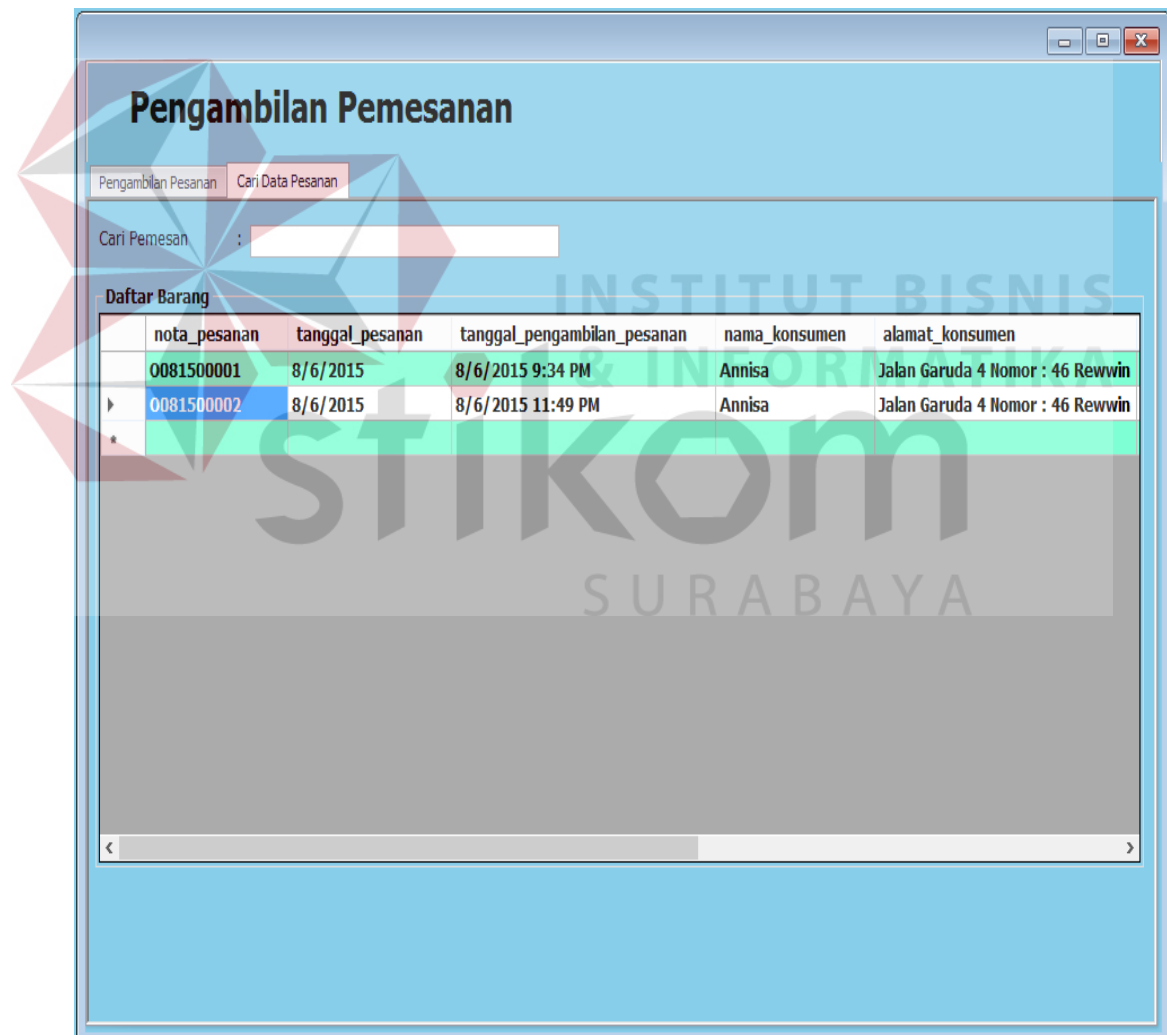 Pengambilan Pemesanan
Pengambilan Pesanan Cari Data Pesanan
Cari Pemesan :
Daftar Barang
nota_pesanan tanggal_pesanan tanggal_pengambilan_pesanan nama_konsumen alamat_konsumen
0081500001 8/6/2015 8/6/2015 9:34 PM Annisa Jalan Garuda 4 Nomor : 46 Rewwin
0081500002 8/6/2015 8/6/2015 11:49 PM Annisa Jalan Garuda 4 Nomor : 46 Rewwin
INSTITUT BISNIS
& INFORMATIKA
stikom
SURABAYA